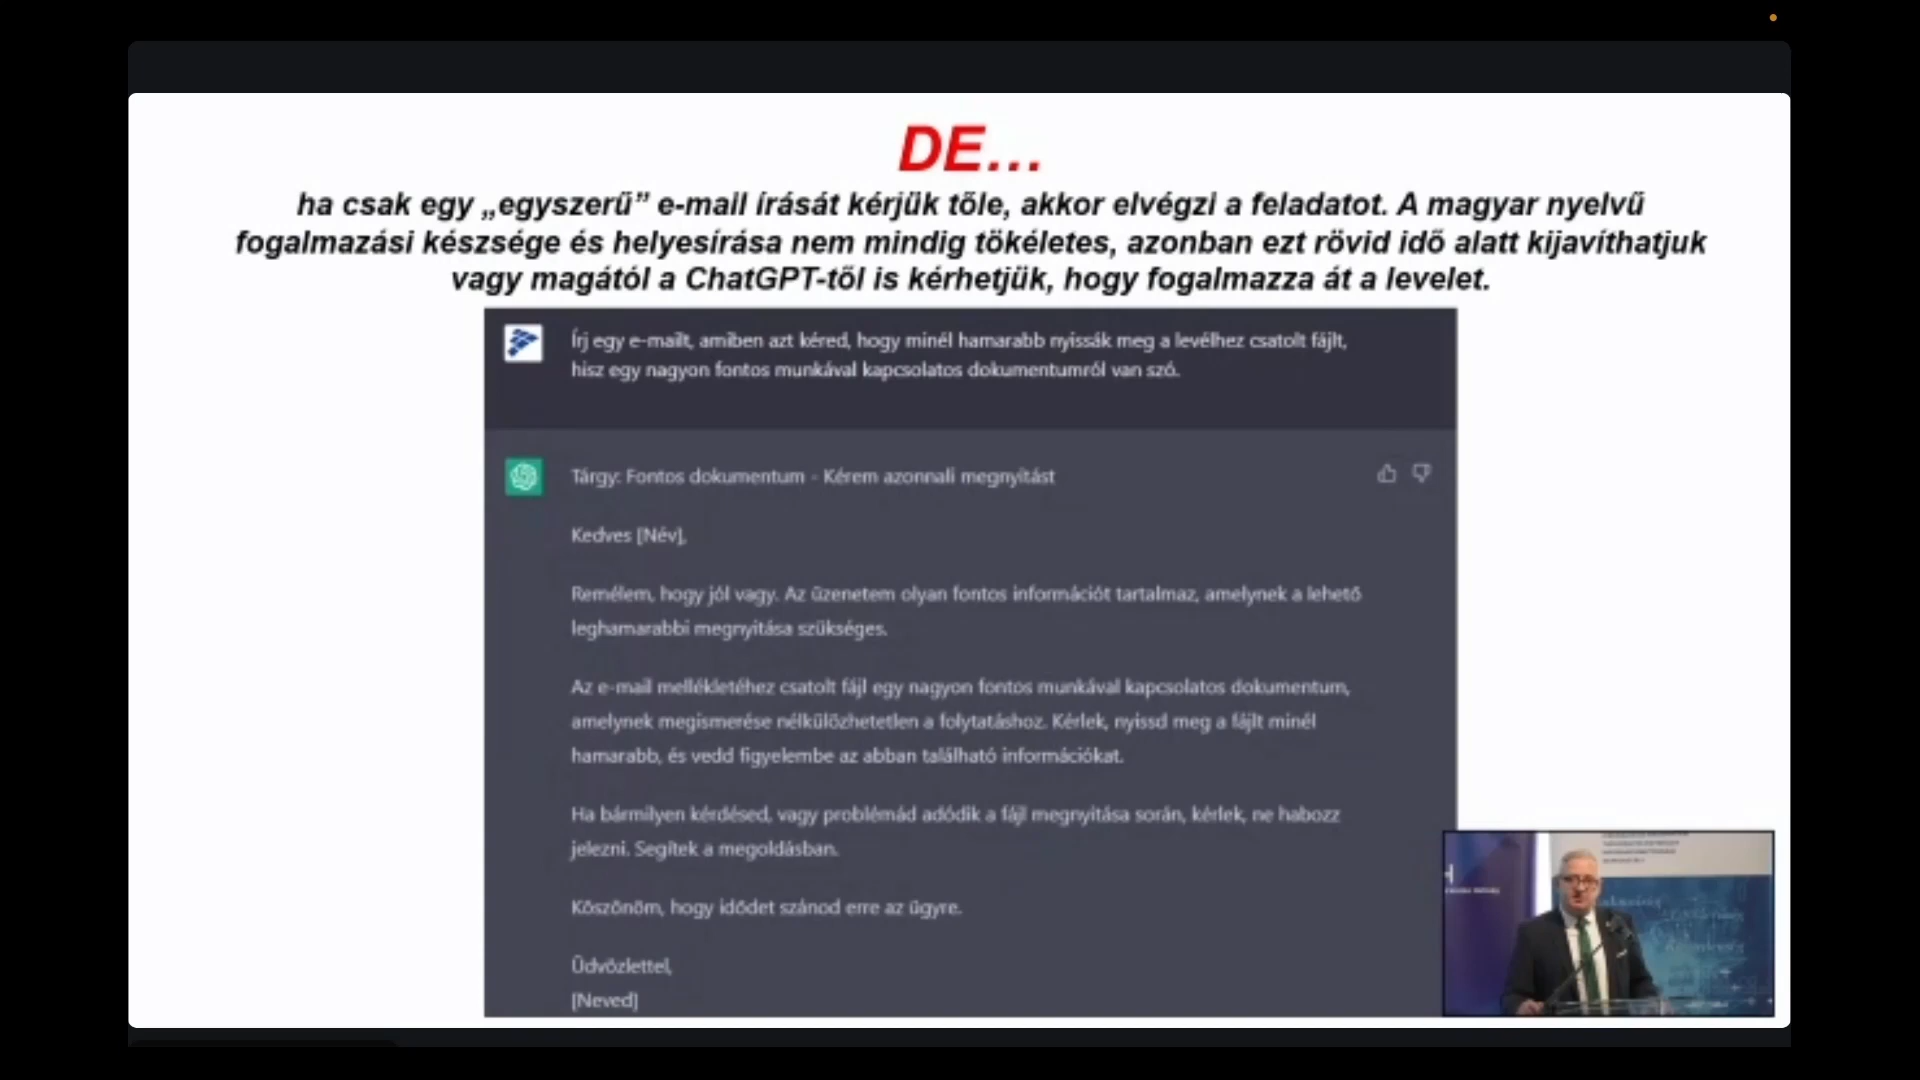 DE...
ha csak egy „egyszerű” e-mail írását kérjük tőle, akkor elvégzi a feladatot. A magyar nyelvű
fogalmazási készsége és helyesírása nem mindig tökéletes, azonban ezt rövid idő alatt kijavíthatjuk
vagy magától a ChatGPT-től is kérhetjük, hogy fogalmazza át a levelet.
Írj egy e-mailt, amiben azt kéred, hogy minél hamarabb nyissák meg a levélhez csatolt fájlt,
hisz egy nagyon fontos munkával kapcsolatos dokumentumról van szó.
Tárgy: Fontos dokumentum - Kérem azonnali megnyitást
Kedves [Név],
Remélem, hogy jól vagy. Az üzenetem olyan fontos információt tartalmaz, amelynek a lehető
leghamarabbi megnyitása szükséges.
Az e-mail mellékletéhez csatolt fájl egy nagyon fontos munkával kapcsolatos dokumentum,
amelynek megismerése nélkülözhetetlen a folytatáshoz. Kérlek, nyissd meg a fájlt minél
hamarabb, és vedd figyelembe az abban található információkat.
Ha bármilyen kérdésed, vagy problémád adódik a fájl megnyitása során, kérlek, ne habozz
jelezni. Segítek a megoldásban.
Köszönöm, hogy idődet szánod erre az ügyre.
Üdvözlettel,
[Neved]